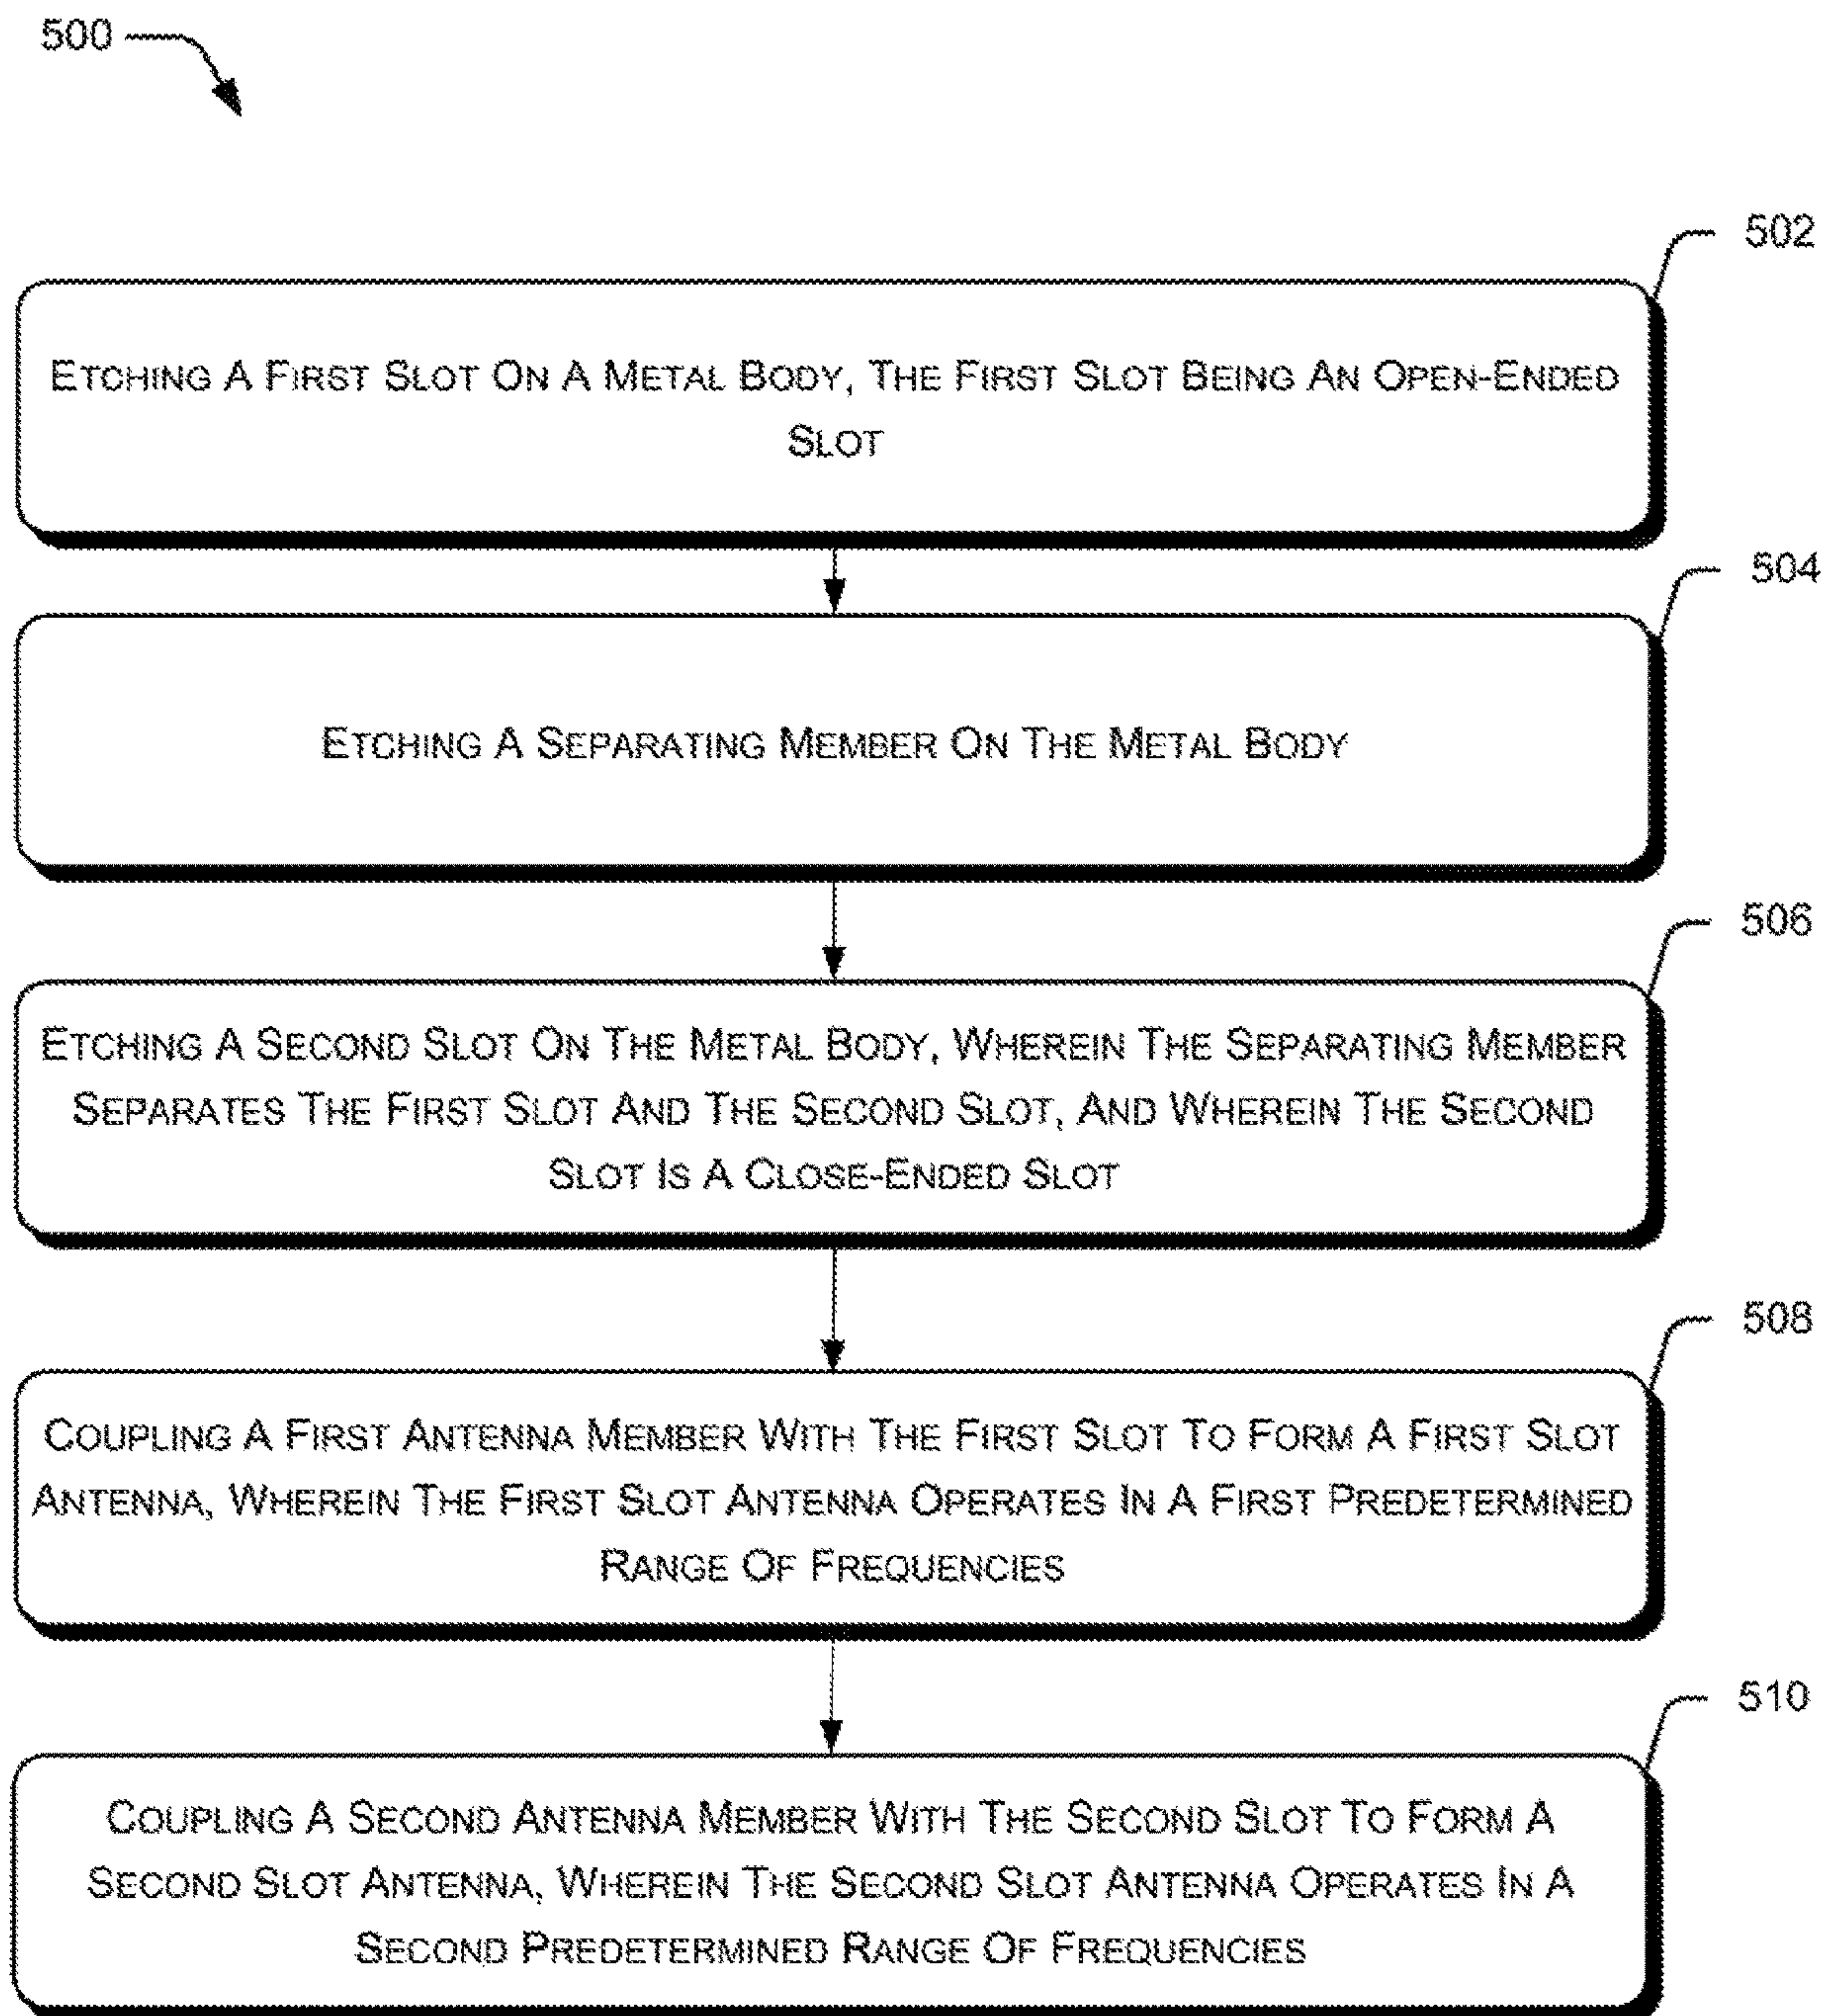 500
502
ETCHING A FIRST SLOT ON A METAL BODY, THE FIRST SLOT BEING AN OPEN-ENDED
SLOT
504
ETCHING A SEPARATING MEMBER ON THE METAL BODY
506
ETCHING A SECOND SLOT ON THE METAL BODY, WHEREIN THE SEPARATING MEMBER
SEPARATES THE FIRST SLOT AND THE SECOND SLOT, AND WHEREIN THE SECOND
SLOT IS A CLOSE-ENDED SLOT
508
COUPLING A FIRST ANTENNA MEMBER WITH THE FIRST SLOT TO FORM A FIRST SLOT
ANTENNA, WHEREIN THE FIRST SLOT ANTENNA OPERATES IN A FIRST PREDETERMINED
RANGE OF FREQUENCIES
510
COUPLING A SECOND ANTENNA MEMBER WITH THE SECOND SLOT TO FORM A
SECOND SLOT ANTENNA, WHEREIN THE SECOND SLOT ANTENNA OPERATES IN A
SECOND PREDETERMINED RANGE OF FREQUENCIES